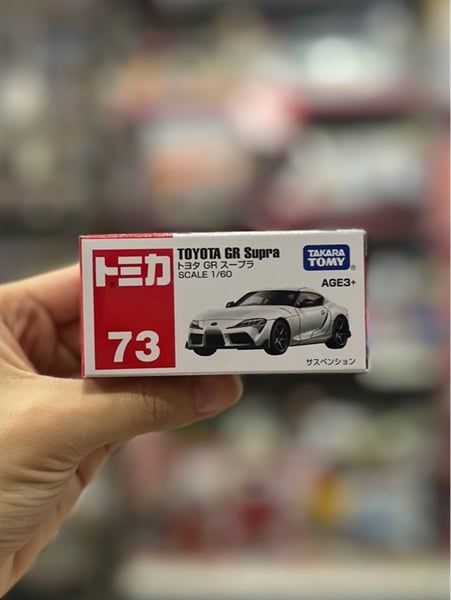 トミカ
73
TOYOTA GR Supra
トヨタ GR スープラ
SCALE 1/60
TAKARA
TOMY®
AGE3+
サスペンション